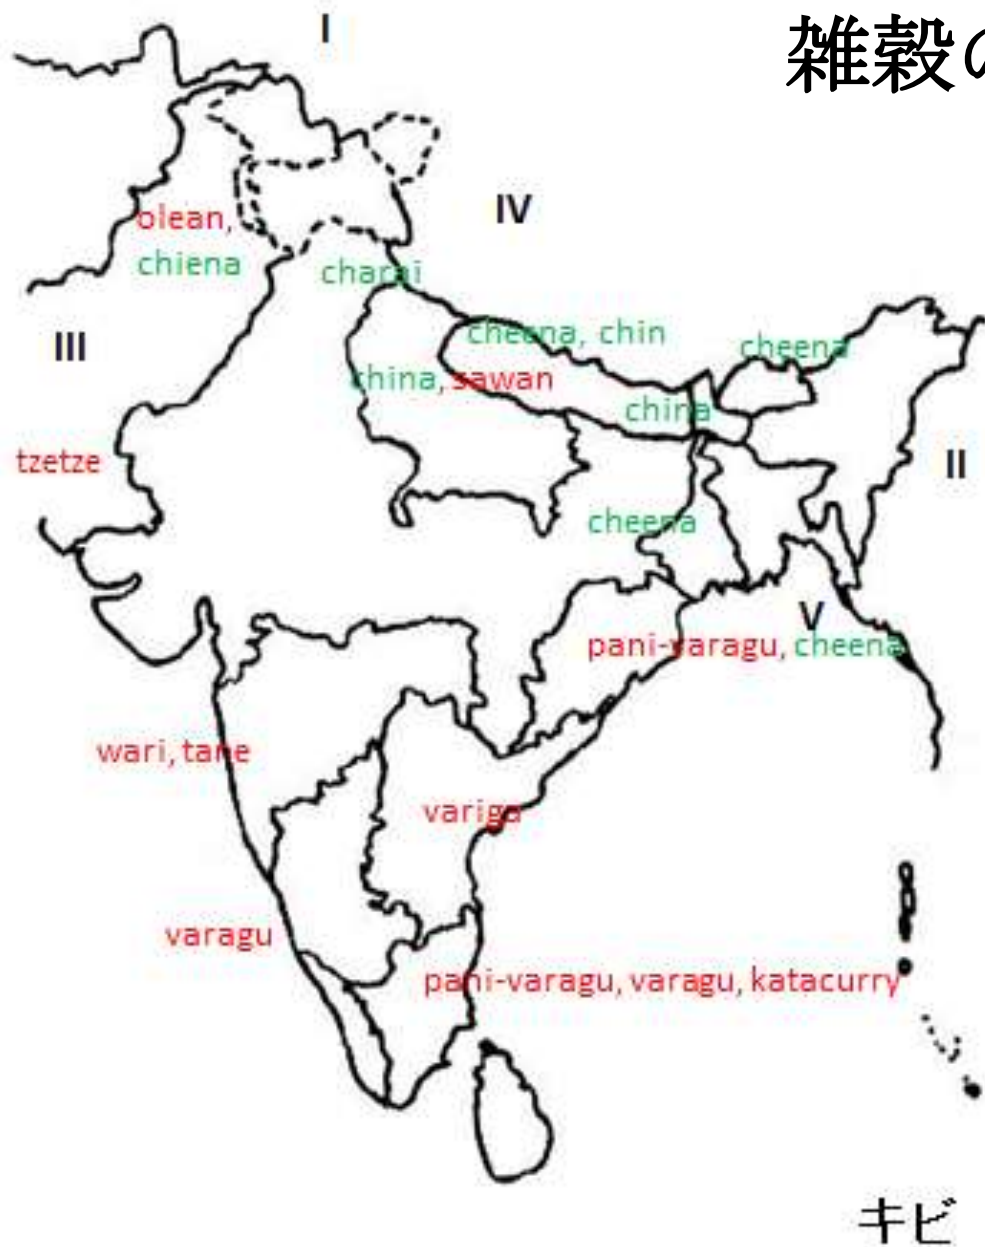 I
雑穀の
IV
olean,
chiena
charai
III
cheena, chin
cheena
china, sawan
china
tzetze
II
cheena
V
pani-varagu, cheena
wari, tane
variga
varagu
pani-varagu, varagu, katacurry
キビ